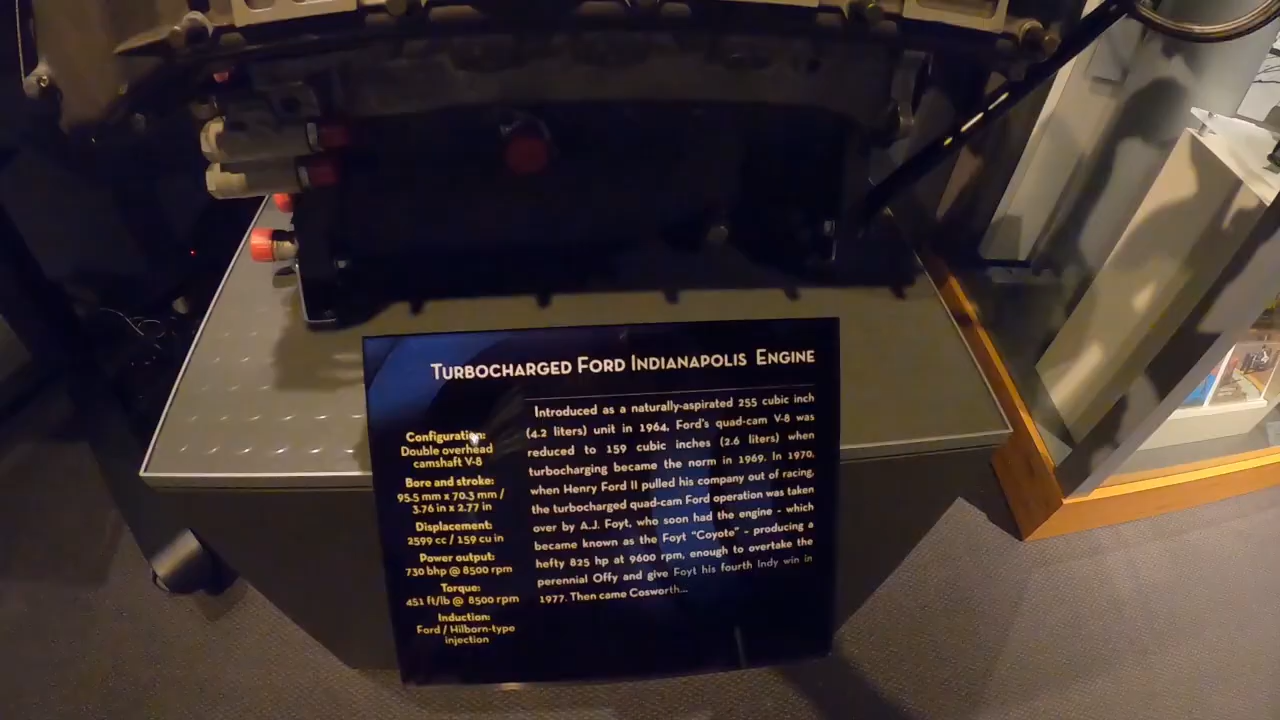 TURBOCHARGED FORD INDIANAPOLIS ENGINE
Configuration:
Double overhead
camshaft V-8
Bore and stroke:
95.5 mm x 70.3 mm /
3.76 in x 2.77 in
Displacement:
2599 cc / 159 cu in
Power output:
730 bhp @ 8500 rpm
Torque:
451 ft/lb @ 8500 rpm
Induction:
Ford / Hilborn-type
injection
Introduced as a naturally-aspirated 255 cubic inch
(4.2 liters) unit in 1964, Ford's quad-cam V-8 was
reduced to 159 cubic inches (2.6 liters) when
turbocharging became the norm in 1969. In 1970,
when Henry Ford II pulled his company out of racing,
the turbocharged quad-cam Ford operation was taken
over by A.J. Foyt, who soon had the engine - which
became known as the Foyt "Coyote" - producing a
hefty 825 hp at 9600 rpm, enough to overtake the
perennial Offy and give Foyt his fourth Indy win in
1977. Then came Cosworth...